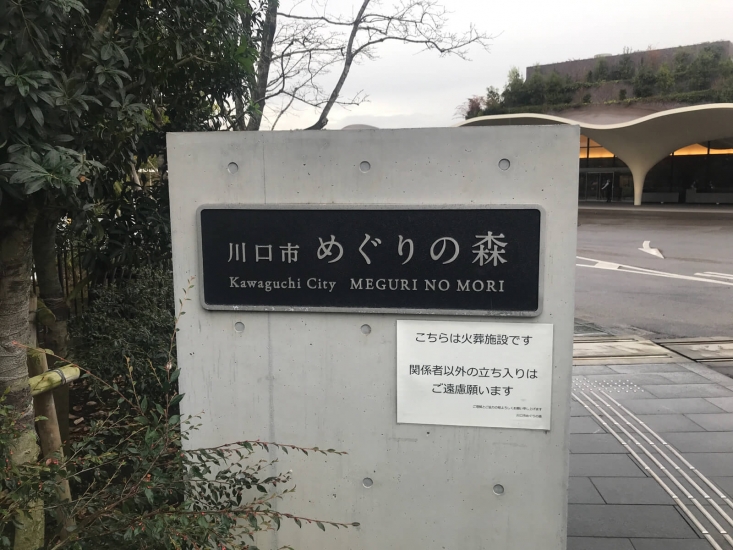 川口市 めぐりの森
Kawaguchi City MEGURI NO MORI
こちらは火葬施設です
関係者以外の立ち入りは
ご遠慮願います